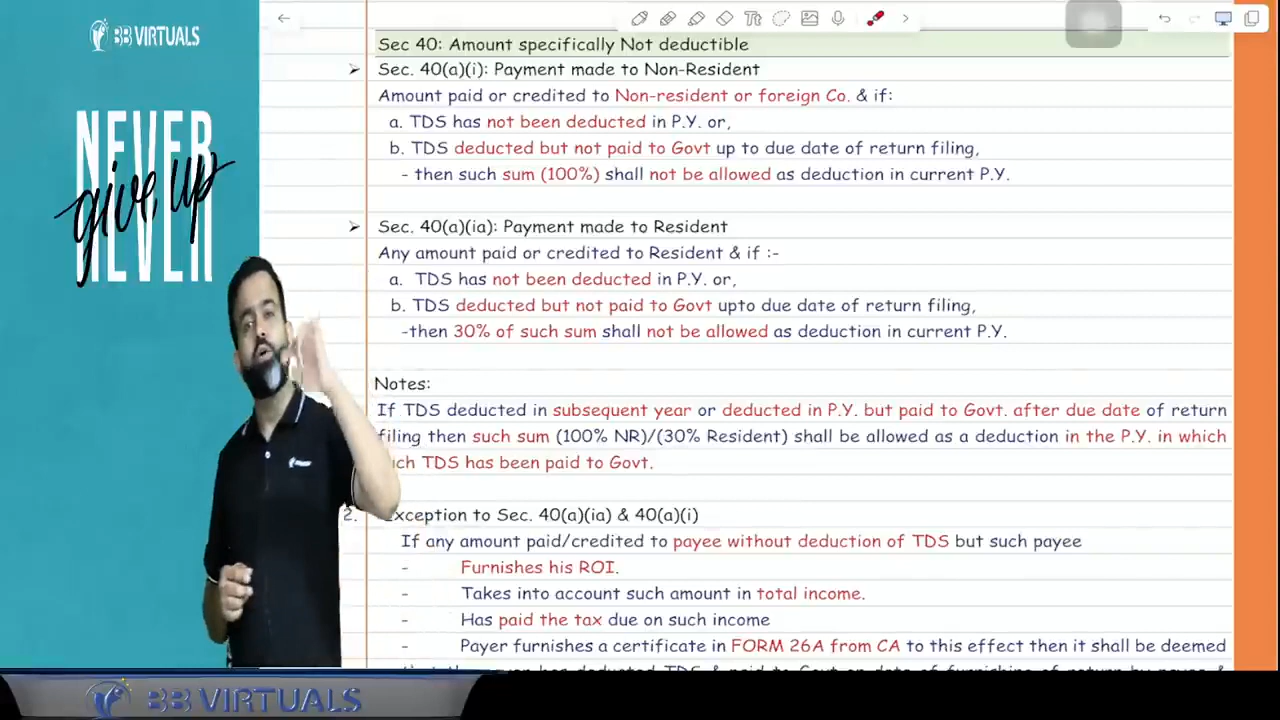 BB VIRTUALS
NEVER
give up
NEVER
Sec 40: Amount specifically Not deductible
➢ Sec. 40(a)(i): Payment made to Non-Resident
Amount paid or credited to Non-resident or foreign Co. & if:
a. TDS has not been deducted in P.Y. or,
b. TDS deducted but not paid to Govt up to due date of return filing,
- then such sum (100%) shall not be allowed as deduction in current P.Y.
➢ Sec. 40(a)(ia): Payment made to Resident
Any amount paid or credited to Resident & if :-
a. TDS has not been deducted in P.Y. or,
b. TDS deducted but not paid to Govt upto due date of return filing,
-then 30% of such sum shall not be allowed as deduction in current P.Y.
Notes:
If TDS deducted in subsequent year or deducted in P.Y. but paid to Govt. after due date of return
filing then such sum (100% NR)/(30% Resident) shall be allowed as a deduction in the P.Y. in which
TDS has been paid to Govt.
2. Exception to Sec. 40(a)(ia) & 40(a)(i)
If any amount paid/credited to payee without deduction of TDS but such payee
- Furnishes his ROI.
- Takes into account such amount in total income.
- Has paid the tax due on such income
- Payer furnishes a certificate in FORM 26A from CA to this effect then it shall be deemed
BB VIRTUALS